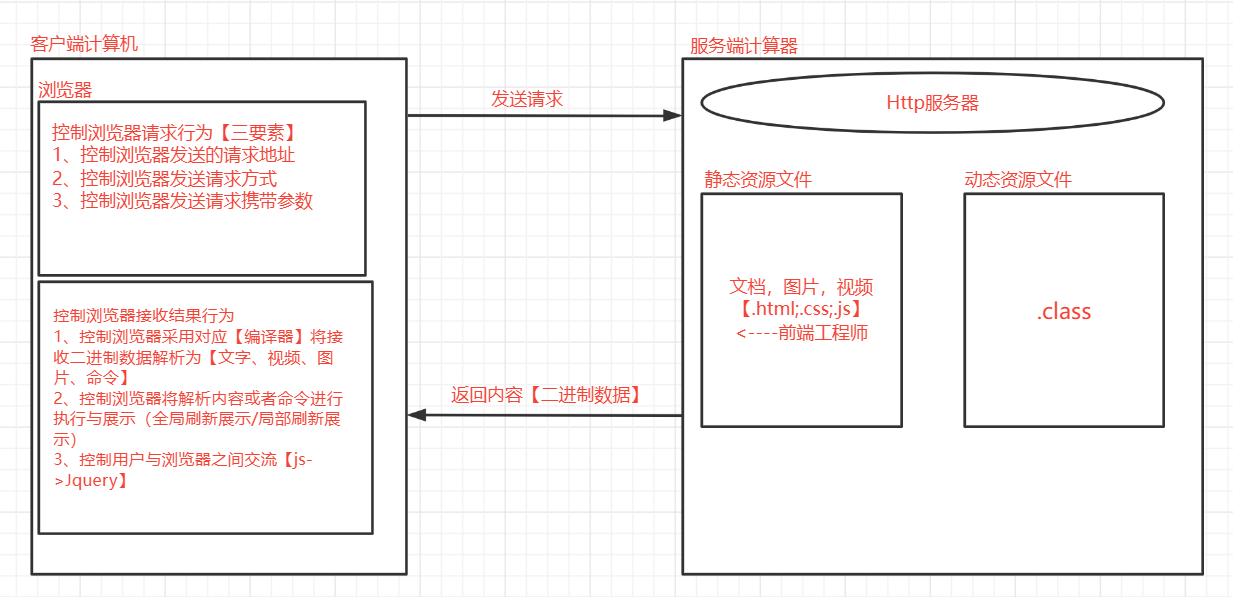 客户端计算机
浏览器
控制浏览器请求行为【三要素】
1、控制浏览器发送的请求地址
2、控制浏览器发送请求方式
3、控制浏览器发送请求携带参数
控制浏览器接收结果行为
1、控制浏览器采用对应【编译器】将接
收二进制数据解析为【文字、视频、图
片、命令】
2、控制浏览器将解析内容或者命令进行
执行与展示（全局刷新展示/局部刷新展
示）
3、控制用户与浏览器之间交流【js-
>Jquery】
发送请求
返回内容【二进制数据】
服务端计算器
Http服务器
静态资源文件
文档，图片，视频
【.html;.css;.js】
<----前端工程师
动态资源文件
.class